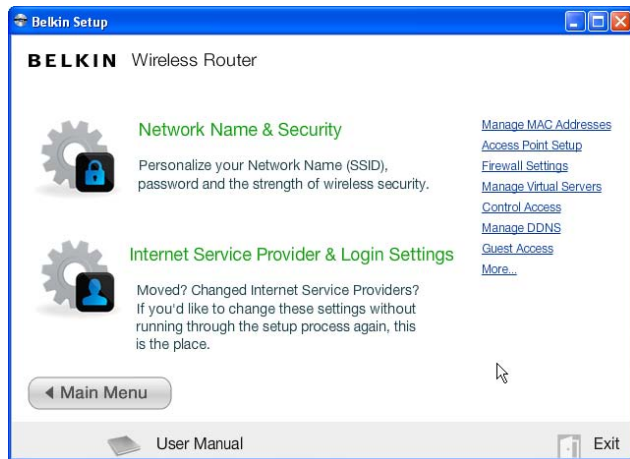 Belkin Setup
BELKIN Wireless Router
Network Name & Security
Personalize your Network Name (SSID),
password and the strength of wireless security.
Internet Service Provider & Login Settings
Moved? Changed Internet Service Providers?
If you'd like to change these settings without
running through the setup process again, this
is the place.
Manage MAC Addresses
Access Point Setup
Firewall Settings
Manage Virtual Servers
Control Access
Manage DDNS
Guest Access
More...
Main Menu
User Manual
Exit